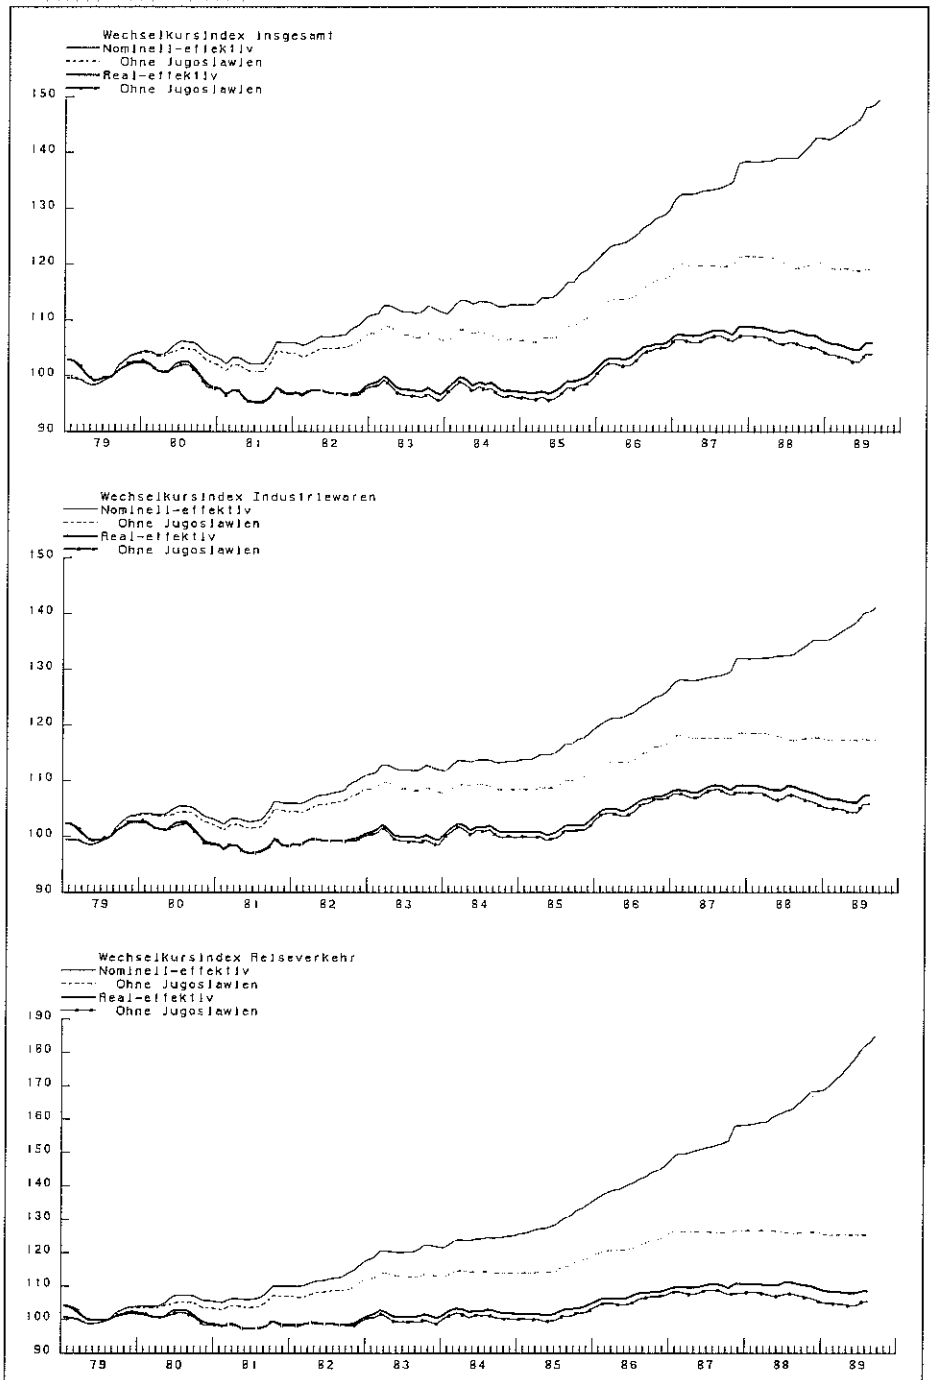 Wechselkursindex insgesamt
Nominell-effektiv
Ohne Jugoslawien
Real-effektiv
Ohne Jugoslawien
150
140
130
120
110
100
90
79 80 81 82 83 84 85 86 87 88 89
Wechselkursindex Industriewaren
Nominell-effektiv
Ohne Jugoslawien
Real-effektiv
Ohne Jugoslawien
150
140
130
120
110
100
90
79 80 81 82 83 84 85 86 87 88 89
Wechselkursindex Reiseverkehr
Nominell-effektiv
Ohne Jugoslawien
Real-effektiv
Ohne Jugoslawien
190
180
170
160
150
140
130
120
110
100
90
79 80 81 82 83 84 85 86 87 88 89